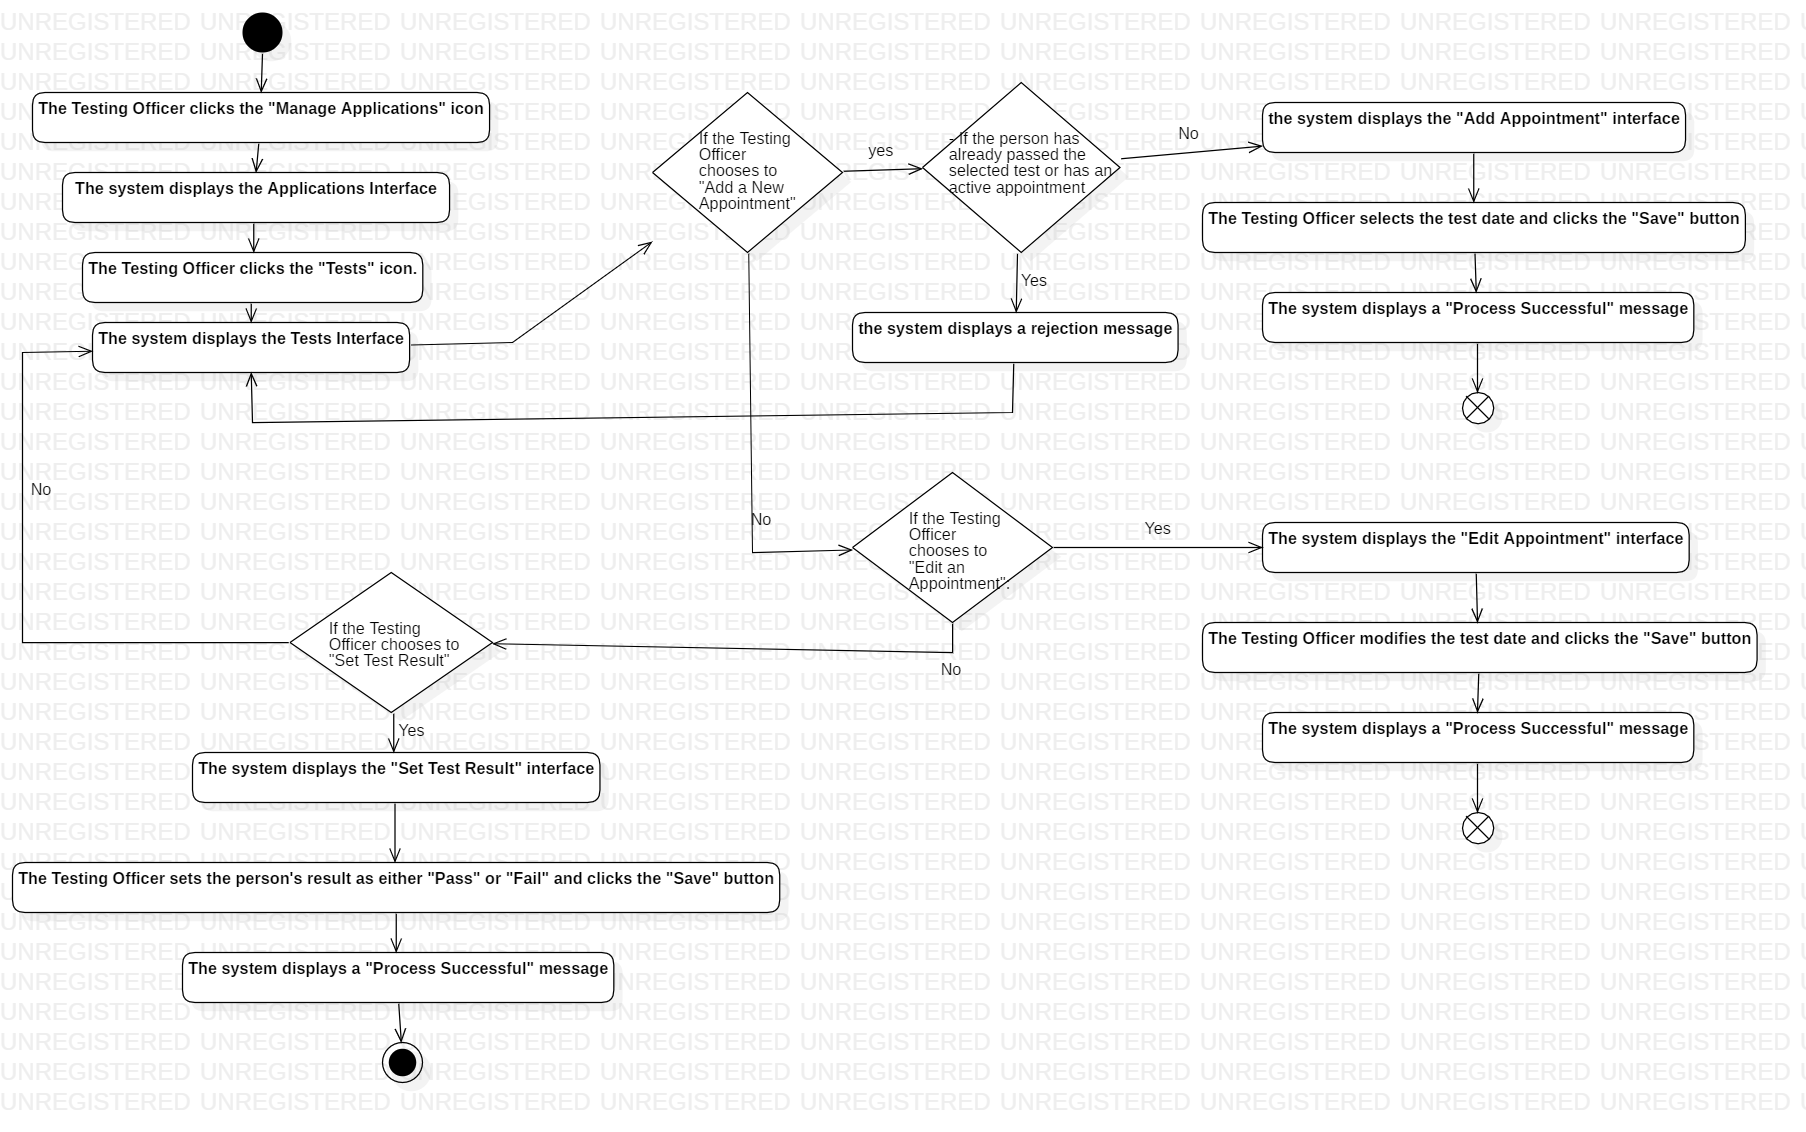 The Testing Officer clicks the "Manage Applications" icon
The system displays the Applications Interface
The Testing Officer clicks the "Tests" icon.
The system displays the Tests Interface
If the Testing
Officer
chooses to
"Add a New
Appointment"
yes
- If the person has
already passed the
selected test or has an
active appointment
No
the system displays the "Add Appointment" interface
The Testing Officer selects the test date and clicks the "Save" button
The system displays a "Process Successful" message
Yes
the system displays a rejection message
No
If the Testing
Officer
chooses to
"Edit an
Appointment":
Yes
The system displays the "Edit Appointment" interface
The Testing Officer modifies the test date and clicks the "Save" button
The system displays a "Process Successful" message
No
If the Testing
Officer chooses to
"Set Test Result"
No
Yes
The system displays the "Set Test Result" interface
The Testing Officer sets the person's result as either "Pass" or "Fail" and clicks the "Save" button
The system displays a "Process Successful" message
UNREGISTERED